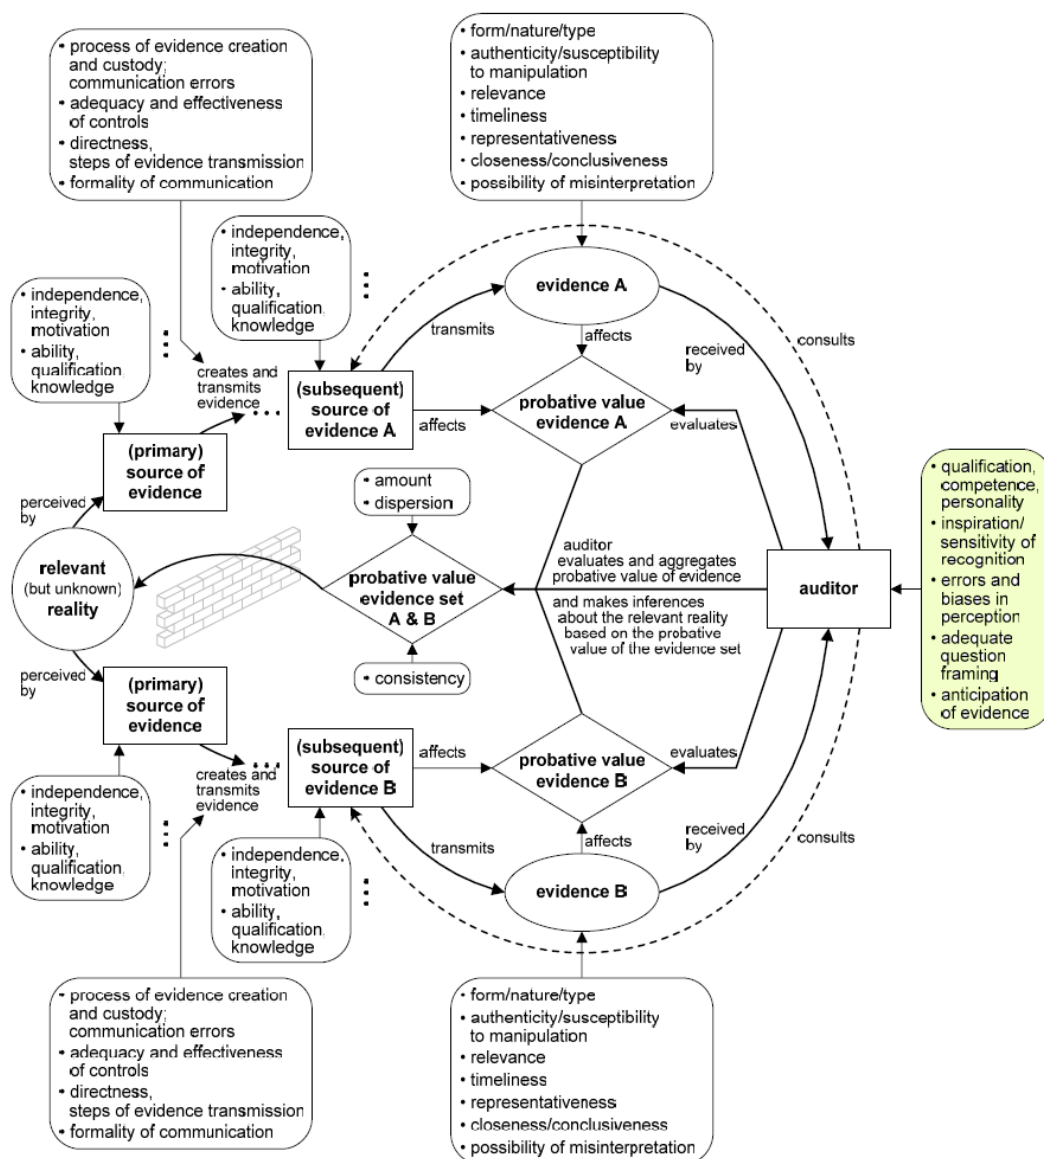 • process of evidence creation
and custody;
communication errors
• adequacy and effectiveness
of controls
• directness,
steps of evidence transmission
• formality of communication
• form/nature/type
• authenticity/susceptibility
to manipulation
• relevance
• timeliness
• representativeness
• closeness/conclusiveness
• possibility of misinterpretation
• independence,
integrity,
motivation
• ability,
qualification,
knowledge
• independence,
integrity,
motivation
• ability,
qualification,
knowledge
evidence A
transmits
affects
received
by
consults
creates and
transmits
evidence
(subsequent)
source of
evidence A
affects
probative value
evidence A
evaluates
(primary)
source of
evidence
perceived
by
• amount
• dispersion
relevant
(but unknown)
reality
probative value
evidence set
A & B
auditor
evaluates and aggregates
probative value of evidence
and makes inferences
about the relevant reality
based on the probative
value of the evidence set
auditor
• qualification,
competence,
personality
• inspiration/
sensitivity of
recognition
• errors and
biases in
perception
• adequate
question
framing
• anticipation
of evidence
• consistency
perceived
by
(primary)
source of
evidence
creates and
transmits
evidence
(subsequent)
source of
evidence B
affects
probative value
evidence B
evaluates
• independence,
integrity,
motivation
• ability,
qualification,
knowledge
• independence,
integrity,
motivation
• ability,
qualification,
knowledge
transmits
affects
received
by
consults
evidence B
• process of evidence creation
and custody;
communication errors
• adequacy and effectiveness
of controls
• directness,
steps of evidence transmission
• formality of communication
• form/nature/type
• authenticity/susceptibility
to manipulation
• relevance
• timeliness
• representativeness
• closeness/conclusiveness
• possibility of misinterpretation